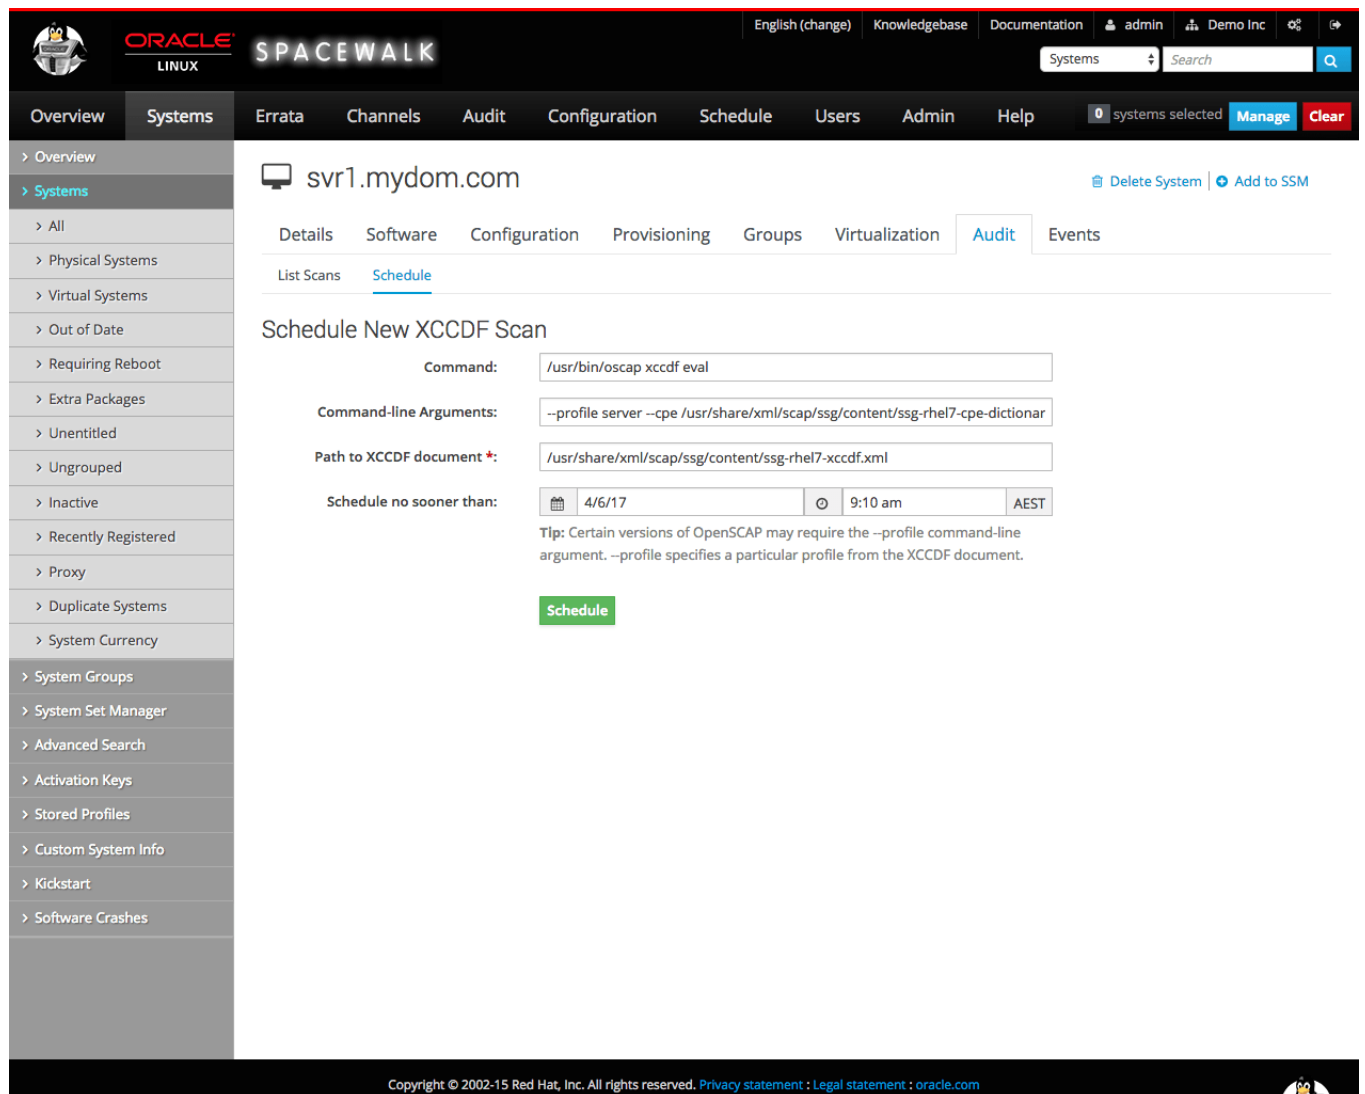 English (change) Knowledgebase Documentation admin Demo Inc
ORACLE
LINUX
SPACEWALK
Systems Search
Overview Systems Errata Channels Audit Configuration Schedule Users Admin Help 0 systems selected Manage Clear
Overview
Systems
All
Physical Systems
Virtual Systems
Out of Date
Requiring Reboot
Extra Packages
Unentitled
Ungrouped
Inactive
Recently Registered
Proxy
Duplicate Systems
System Currency
System Groups
System Set Manager
Advanced Search
Activation Keys
Stored Profiles
Custom System Info
Kickstart
Software Crashes
svr1.mydom.com
Delete System | Add to SSM
Details Software Configuration Provisioning Groups Virtualization Audit Events
List Scans Schedule
Schedule New XCCDF Scan
Command: /usr/bin/oscap xccdf eval
Command-line Arguments: --profile server --cpe /usr/share/xml/scap/ssg/content/ssg-rhel7-cpe-dictionar
Path to XCCDF document *: /usr/share/xml/scap/ssg/content/ssg-rhel7-xccdf.xml
Schedule no sooner than: 4/6/17 9:10 am AEST
Tip: Certain versions of OpenSCAP may require the --profile command-line
argument. --profile specifies a particular profile from the XCCDF document.
Schedule
Copyright © 2002-15 Red Hat, Inc. All rights reserved. Privacy statement : Legal statement : oracle.com